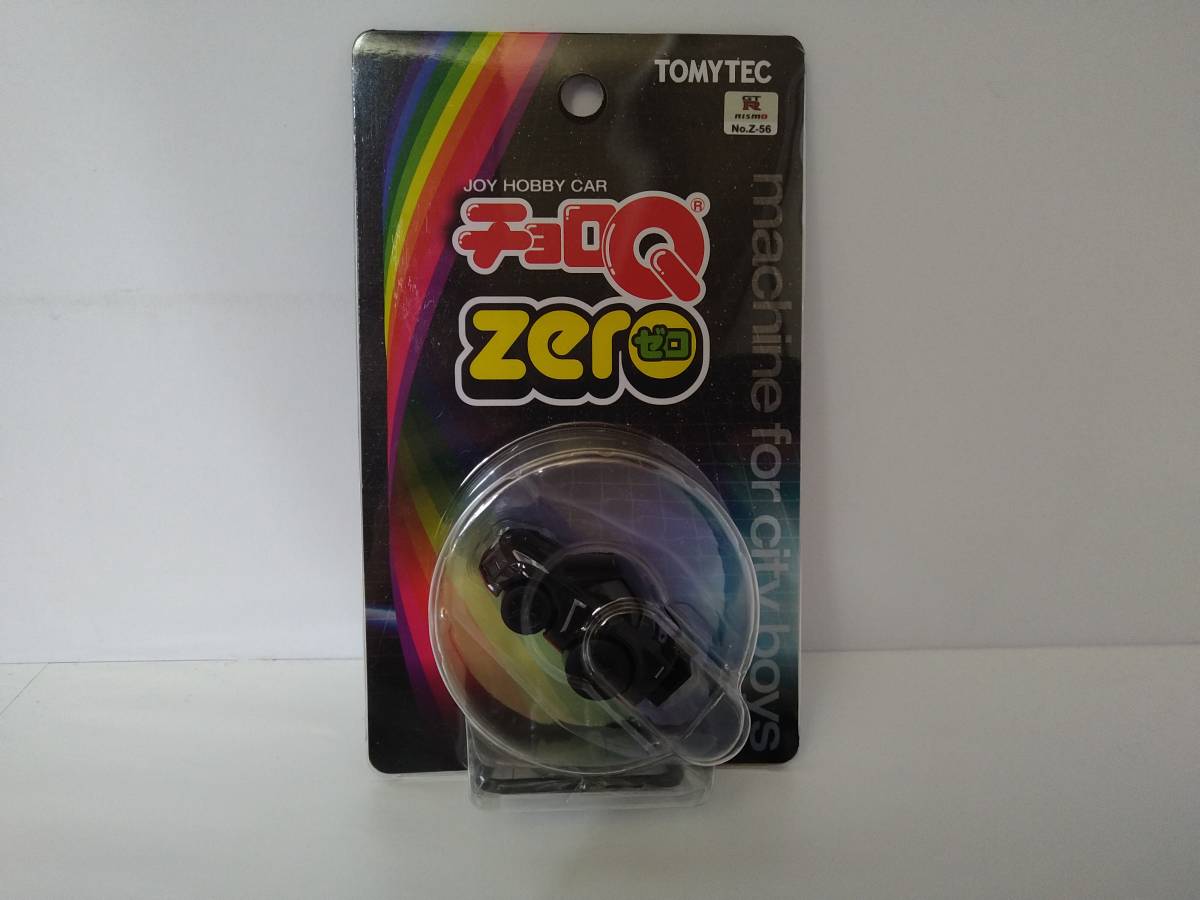 TOMYTEC
GT
R
nismo
No.Z-56
JOY HOBBY CAR
チョロQ®
zero
ゼロ
machine for city boys